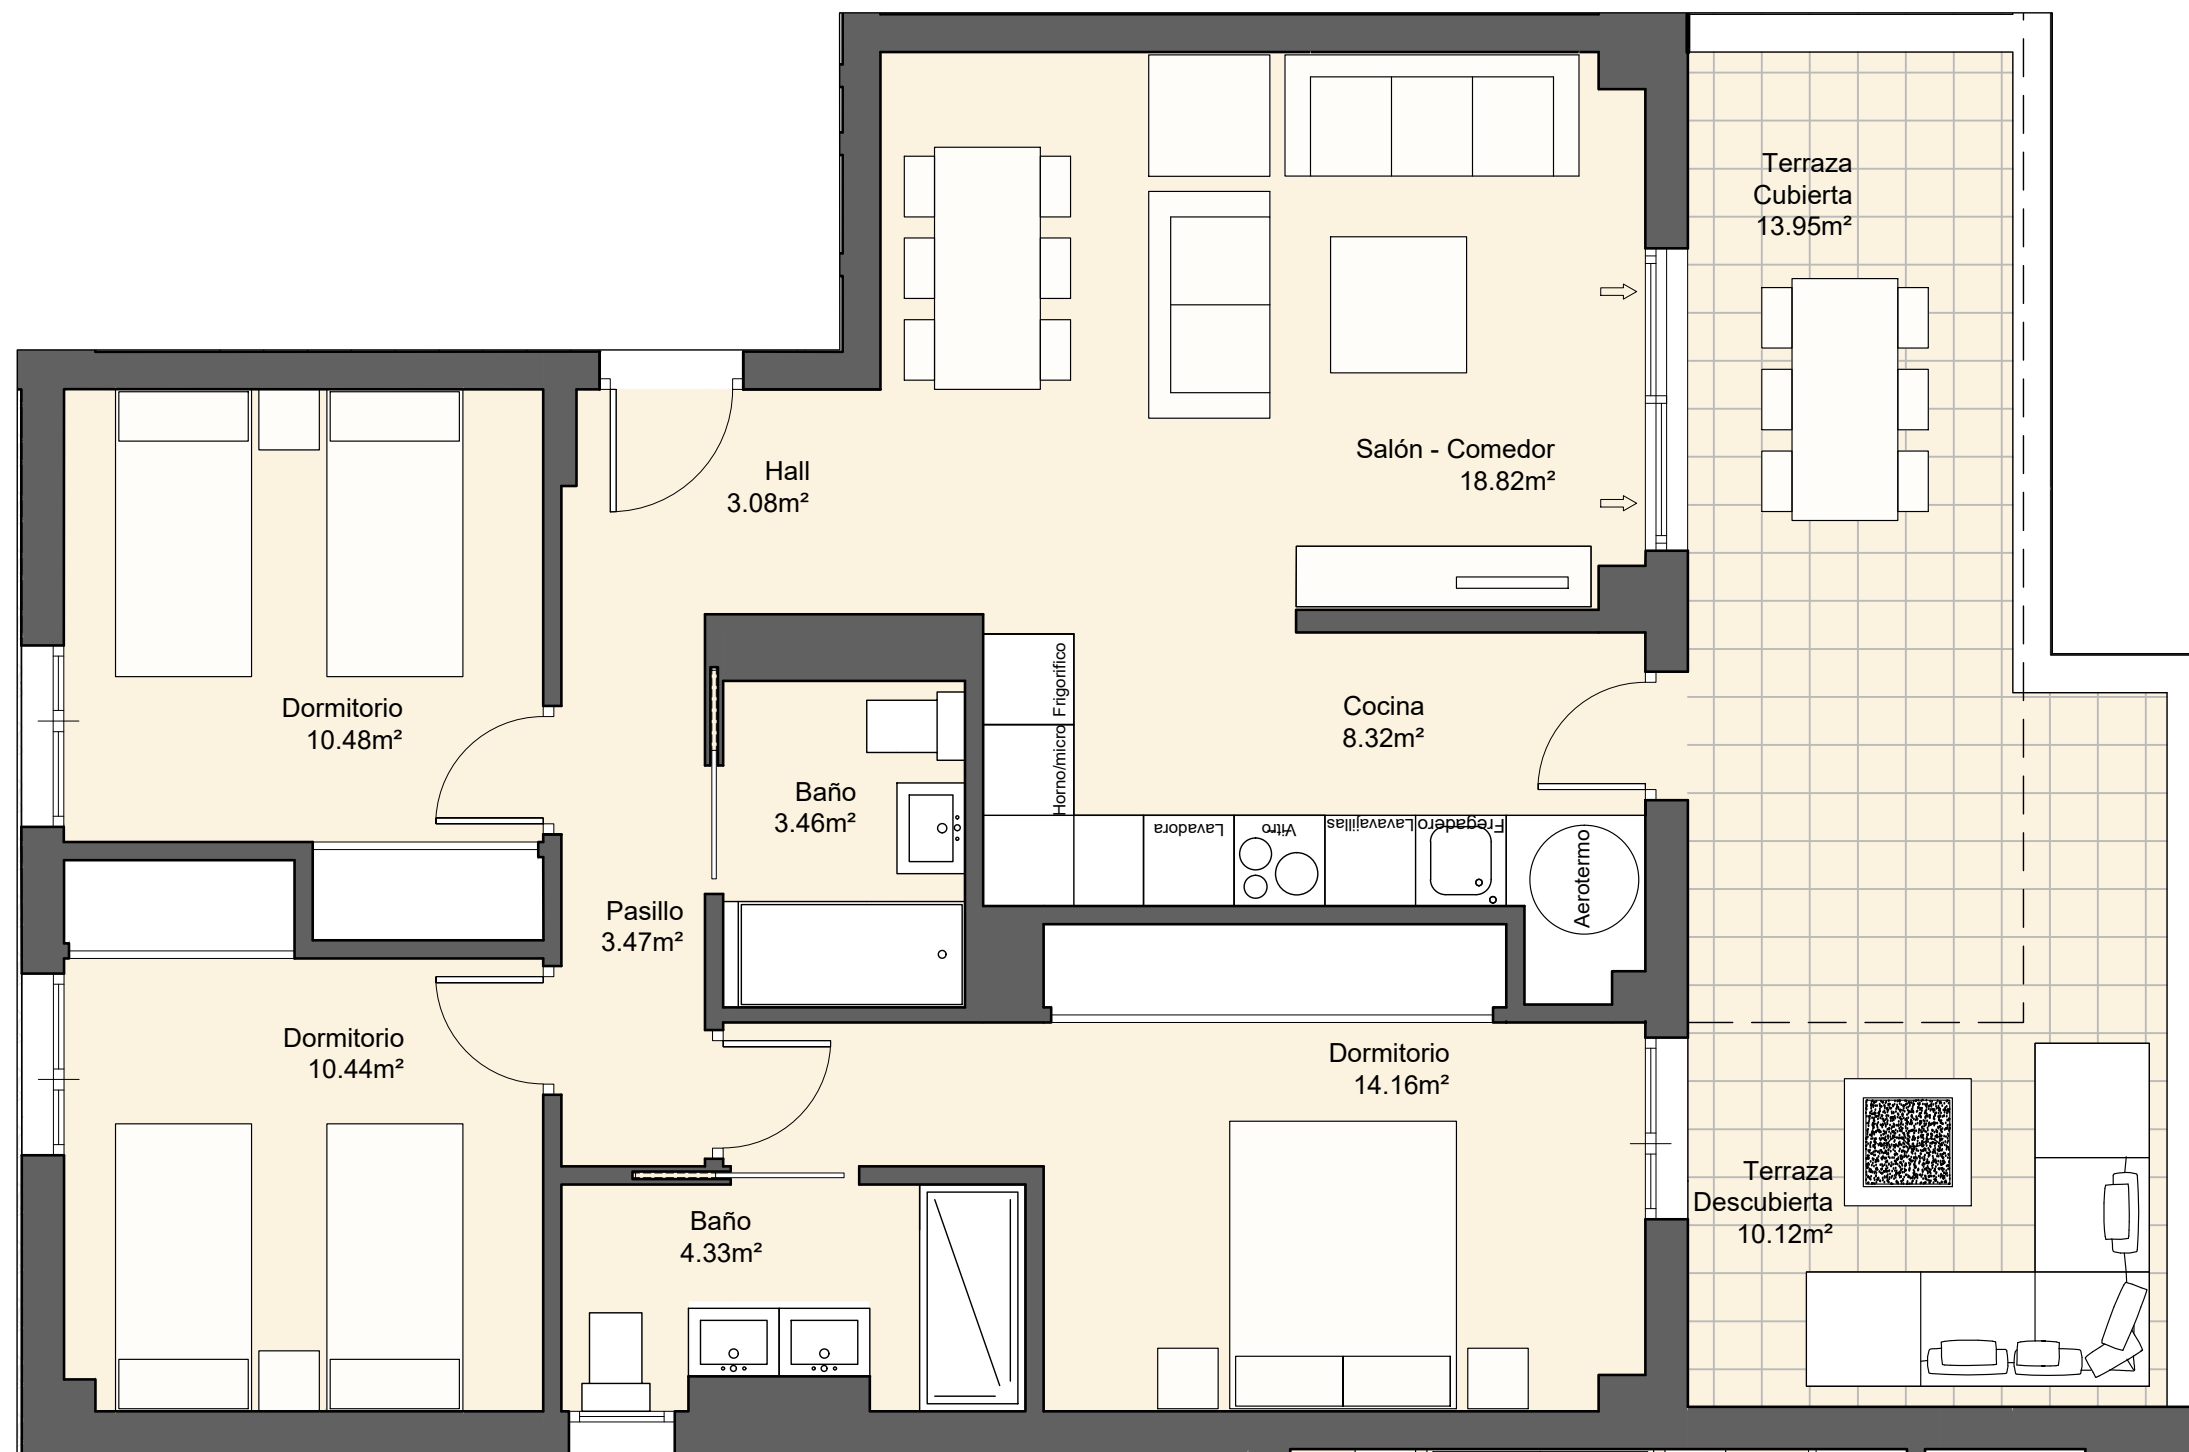 Terraza
Cubierta
13.95m²
Salón - Comedor
18.82m²
Hall
3.08m²
Dormitorio
10.48m²
Cocina
8.32m²
Frigorifico
Horno/micro
Baño
3.46m²
Lavadora
Vitro
Lavavajillas
Fregadero
Aerotermo
Pasillo
3.47m²
Dormitorio
10.44m²
Dormitorio
14.16m²
Terraza
Descubierta
10.12m²
Baño
4.33m²